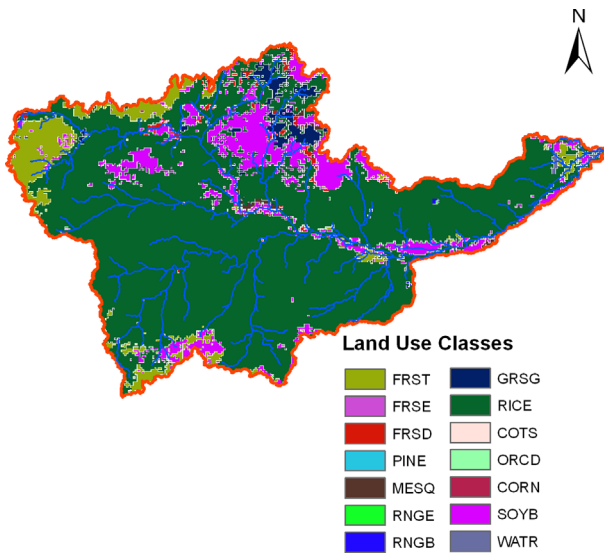 N
Land Use Classes
FRST GRSG
FRSE RICE
FRSD COTS
PINE ORCD
MESQ CORN
RNGE SOYB
RNGB WATR